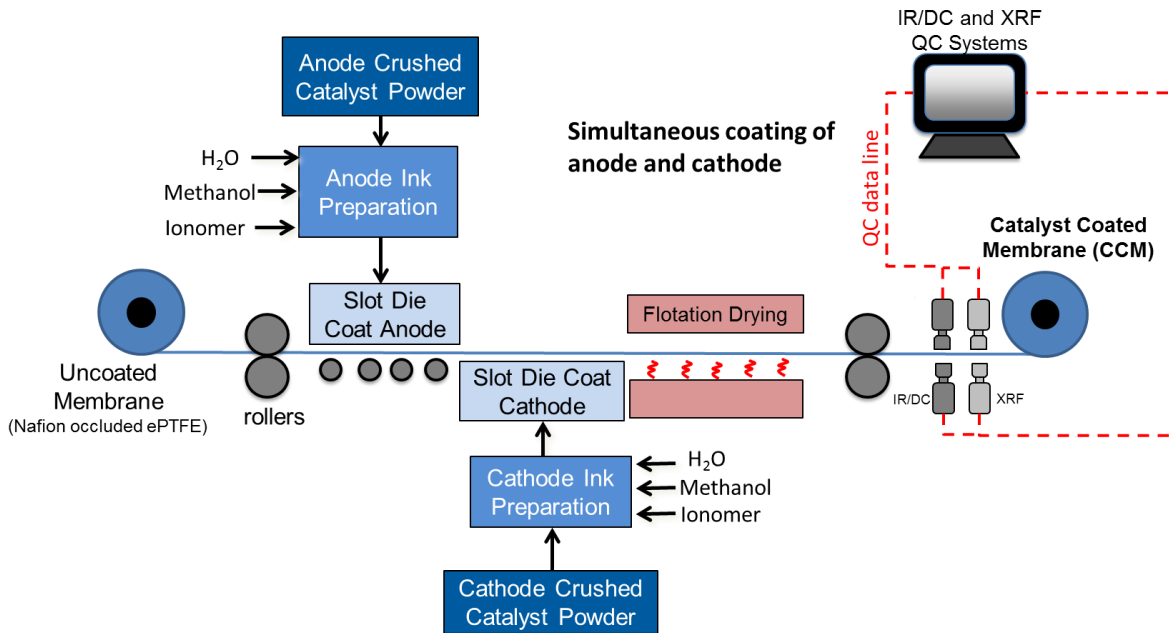 IR/DC and XRF
QC Systems
Anode Crushed
Catalyst Powder
Simultaneous coating of
anode and cathode
H₂O
Methanol
Ionomer
Anode Ink
Preparation
QC data line
Catalyst Coated
Membrane (CCM)
Slot Die
Coat Anode
Flotation Drying
Uncoated
Membrane
(Nafion occluded ePTFE)
rollers
Slot Die Coat
Cathode
IR/DC
XRF
Cathode Ink
Preparation
H₂O
Methanol
Ionomer
Cathode Crushed
Catalyst Powder